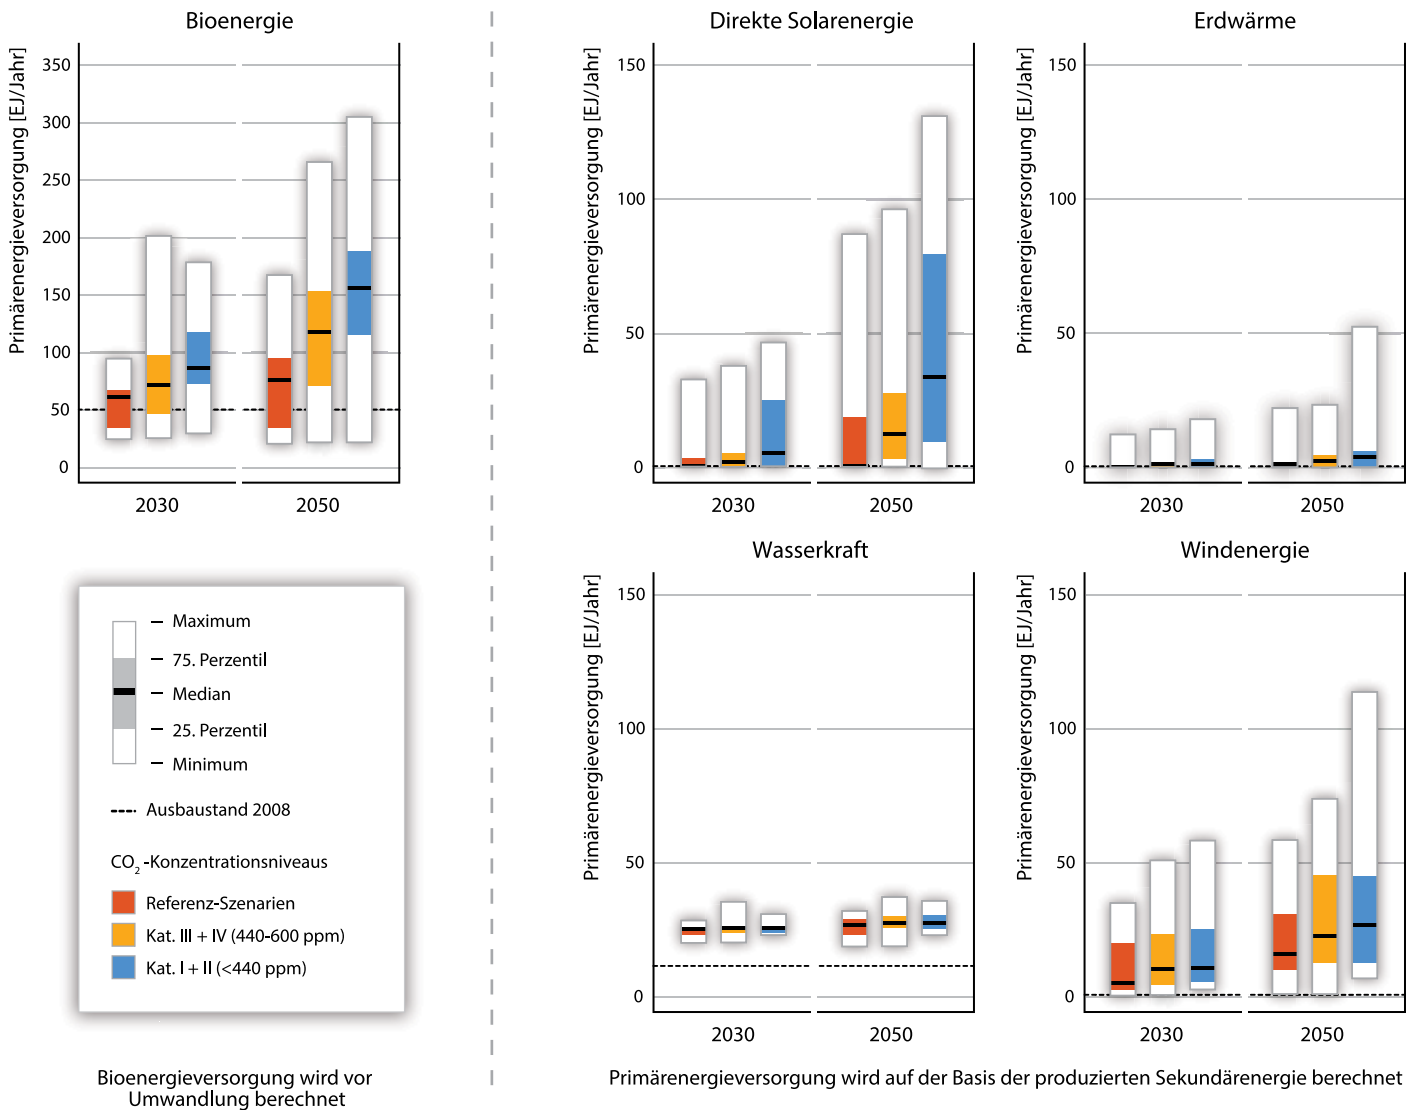 Bioenergie
Primärenergieversorgung [EJ/Jahr]
350
300
250
200
150
100
50
0
2030
2050
Direkte Solarenergie
Primärenergieversorgung [EJ/Jahr]
150
100
50
0
2030
2050
Erdwärme
Primärenergieversorgung [EJ/Jahr]
150
100
50
0
2030
2050
Maximum
75. Perzentil
Median
25. Perzentil
Minimum
Ausbaustand 2008
CO₂-Konzentrationsniveaus
Referenz-Szenarien
Kat. III + IV (440-600 ppm)
Kat. I + II (<440 ppm)
Wasserkraft
Primärenergieversorgung [EJ/Jahr]
150
100
50
0
2030
2050
Windenergie
Primärenergieversorgung [EJ/Jahr]
150
100
50
0
2030
2050
Bioenergieversorgung wird vor
Umwandlung berechnet
Primärenergieversorgung wird auf der Basis der produzierten Sekundärenergie berechnet